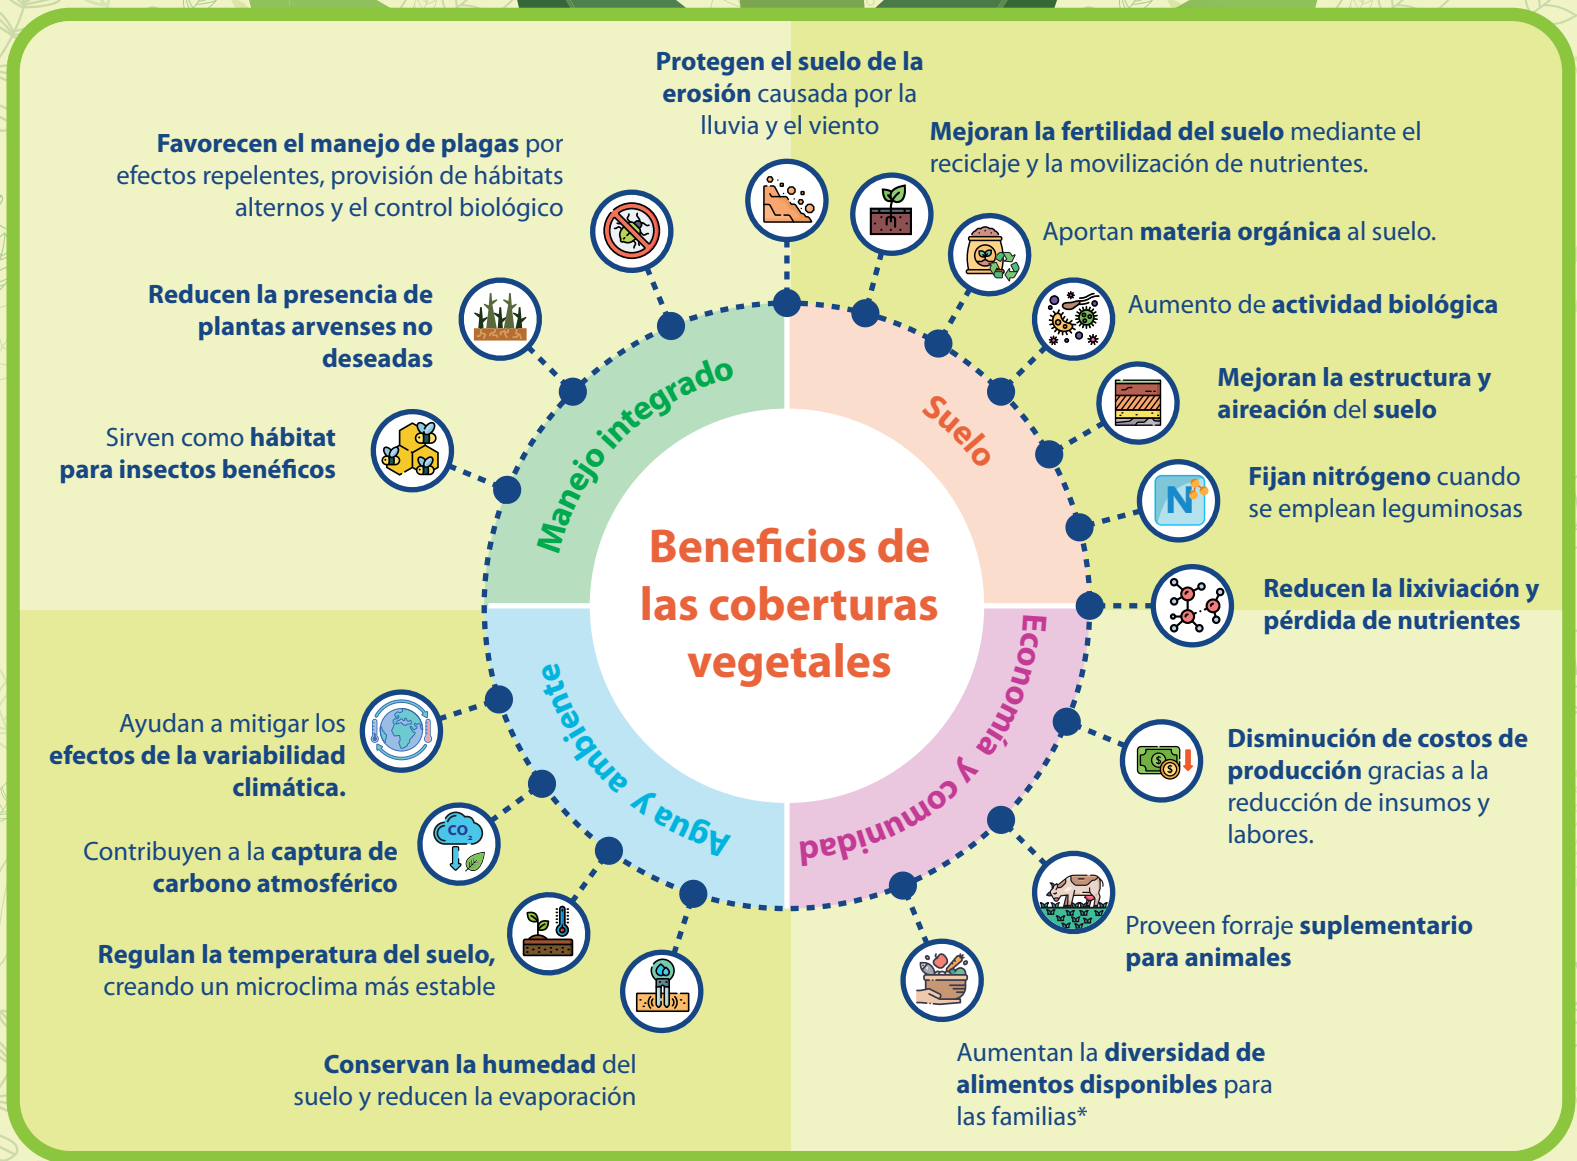 Protegen el suelo de la
erosión causada por la
lluvia y el viento
Mejoran la fertilidad del suelo mediante el
reciclaje y la movilización de nutrientes.
Aportan materia orgánica al suelo.
Aumento de actividad biológica
Mejoran la estructura y
aireación del suelo
Fijan nitrógeno cuando
se emplean leguminosas
N
Reducen la lixiviación y
pérdida de nutrientes
Disminución de costos de
producción gracias a la
reducción de insumos y
labores.
Proveen forraje suplementario
para animales
Aumentan la diversidad de
alimentos disponibles para
las familias*
Conservan la humedad del
suelo y reducen la evaporación
Regulan la temperatura del suelo,
creando un microclima más estable
Contribuyen a la captura de
carbono atmosférico
CO2
Ayudan a mitigar los
efectos de la variabilidad
climática.
Sirven como hábitat
para insectos benéficos
Reducen la presencia de
plantas arvenses no
deseadas
Favorecen el manejo de plagas por
efectos repelentes, provisión de hábitats
alternos y el control biológico
Manejo integrado
Suelo
Economía y comunidad
Agua y ambiente
Beneficios de
las coberturas
vegetales